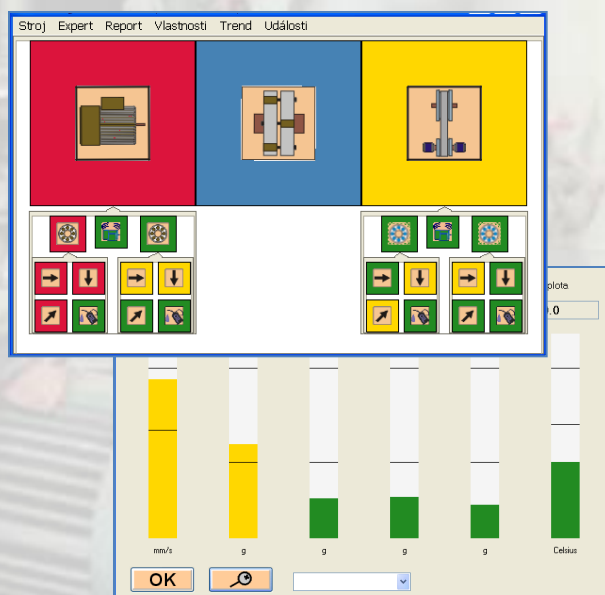 Stroj Expert Report Vlastnosti Trend Události
plota
.0
mm/s g g g g Celsius
OK